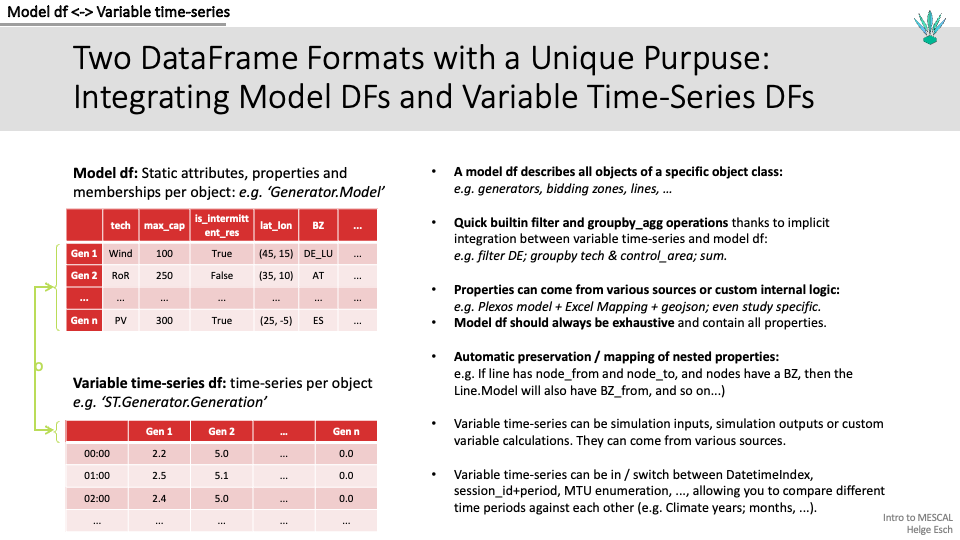 Model df <-> Variable time-series
Two DataFrame Formats with a Unique Purpuse:
Integrating Model DFs and Variable Time-Series DFs
Model df: Static attributes, properties and
memberships per object: e.g. ‘Generator.Model’
tech max_cap is_intermitt lat_lon BZ ...
ent_res
Gen 1 Wind 100 True (45, 15) DE_LU ...
Gen 2 RoR 250 False (35, 10) AT ...
... ... ... ... ... ... ...
Gen n PV 300 True (25, -5) ES ...
Variable time-series df: time-series per object
e.g. ‘ST.Generator.Generation’
Gen 1 Gen 2 ... Gen n
00:00 2.2 5.0 ... 0.0
01:00 2.5 5.1 ... 0.0
02:00 2.4 5.0 ... 0.0
... ... ... ... ...
• A model df describes all objects of a specific object class:
e.g. generators, bidding zones, lines, ...
• Quick builtin filter and groupby_agg operations thanks to implicit
integration between variable time-series and model df:
e.g. filter DE; groupby tech & control_area; sum.
• Properties can come from various sources or custom internal logic:
e.g. Plexos model + Excel Mapping + geojson; even study specific.
• Model df should always be exhaustive and contain all properties.
• Automatic preservation / mapping of nested properties:
e.g. If line has node_from and node_to, and nodes have a BZ, then the
Line.Model will also have BZ_from, and so on...)
• Variable time-series can be simulation inputs, simulation outputs or custom
variable calculations. They can come from various sources.
• Variable time-series can be in / switch between DatetimeIndex,
session_id+period, MTU enumeration, ..., allowing you to compare different
time periods against each other (e.g. Climate years; months, ...).
Intro to MESCAL
Helge Esch